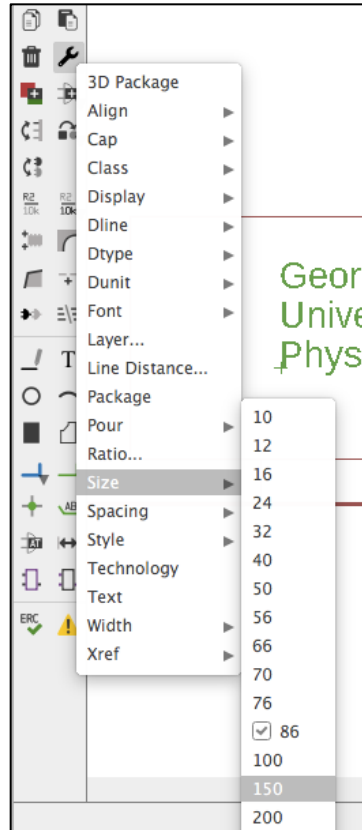 R2
10k
R2
10k
T
ABC
AT
ERC
3D Package
Align
Cap
Class
Display
Dline
Dtype
Dunit
Font
Layer...
Line Distance...
Package
Pour
Ratio...
Size
Spacing
Style
Technology
Text
Width
Xref
Geor
Unive
Phys
10
12
16
24
32
40
50
56
66
70
76
86
100
150
200